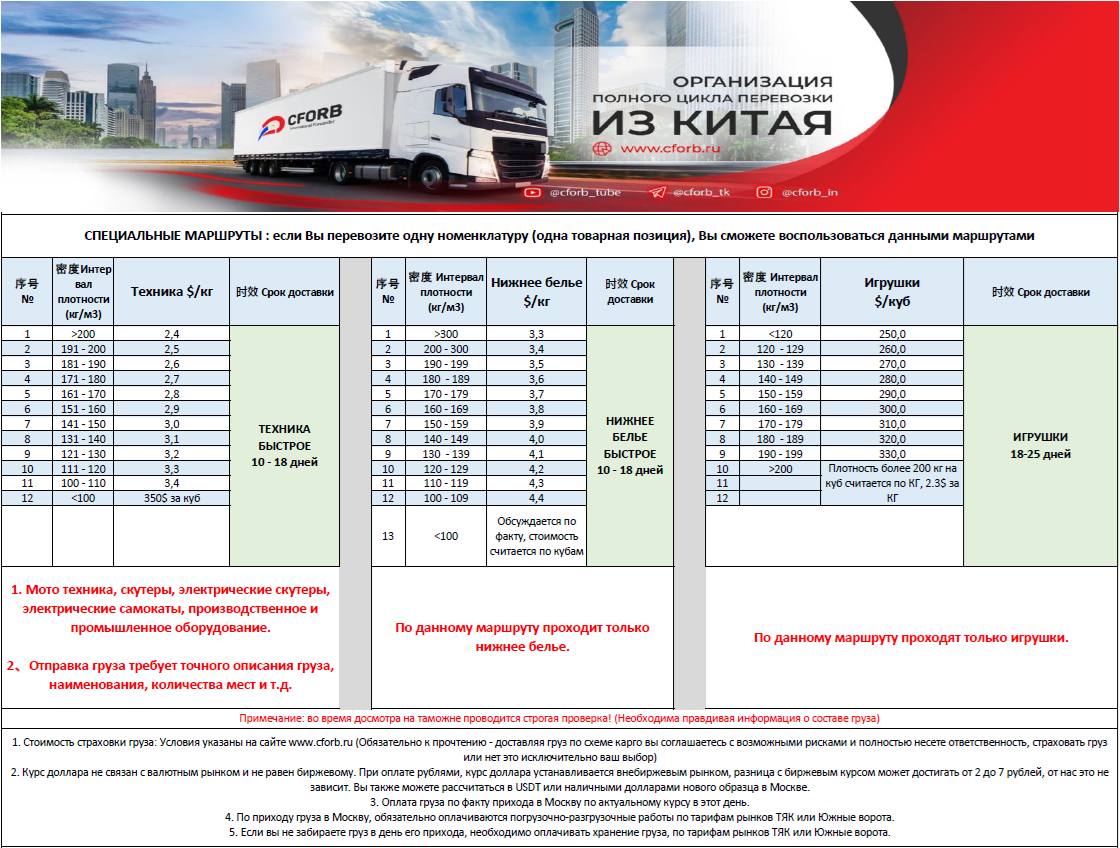 CFORB
International Forwarder
ОРГАНИЗАЦИЯ
ПОЛНОГО ЦИКЛА ПЕРЕВОЗКИ
ИЗ КИТАЯ
www.cforb.ru
@cforb_tube @cforb_tk @cforb_in
СПЕЦИАЛЬНЫЕ МАРШРУТЫ : если Вы перевозите одну номенклатуру (одна товарная позиция), Вы сможете воспользоваться данными маршрутами
序号
№
密度Интер
вал
плотности
(кг/м3)
Техника $/кг
时效 Срок доставки
1 >200 2,4
2 191 - 200 2,5
3 181 - 190 2,6
4 171 - 180 2,7
5 161 - 170 2,8
6 151 - 160 2,9
7 141 - 150 3,0
8 131 - 140 3,1
9 121 - 130 3,2
10 111 - 120 3,3
11 100 - 110 3,4
12 <100 350$ за куб
ТЕХНИКА
БЫСТРОЕ
10 - 18 дней
序号
№
密度 Интервал
плотности
(кг/м3)
Нижнее белье
$/кг
时效 Срок
доставки
1 >300 3,3
2 200 - 300 3,4
3 190 - 199 3,5
4 180 - 189 3,6
5 170 - 179 3,7
6 160 - 169 3,8
7 150 - 159 3,9
8 140 - 149 4,0
9 130 - 139 4,1
10 120 - 129 4,2
11 110 - 119 4,3
12 100 - 109 4,4
13 <100 Обсуждается по
факту, стоимость
считается по кубам
НИЖНЕЕ
БЕЛЬЕ
БЫСТРОЕ
10 - 18 дней
序号
№
密度 Интервал
плотности
(кг/м3)
Игрушки
$/куб
时效 Срок доставки
1 <120 250,0
2 120 - 129 260,0
3 130 - 139 270,0
4 140 - 149 280,0
5 150 - 159 290,0
6 160 - 169 300,0
7 170 - 179 310,0
8 180 - 189 320,0
9 190 - 199 330,0
10 >200 Плотность более 200 кг на
11 куб считается по КГ, 2.3$ за
12 КГ
ИГРУШКИ
18-25 дней
1. Мото техника, скутеры, электрические скутеры,
электрические самокаты, производственное и
промышленное оборудование.
2、Отправка груза требует точного описания груза,
наименования, количества мест и т.д.
По данному маршруту проходит только
нижнее белье.
По данному маршруту проходят только игрушки.
Примечание: во время досмотра на таможне проводится строгая проверка! (Необходима правдивая информация о составе груза)
1. Стоимость страховки груза: Условия указаны на сайте www.cforb.ru (Обязательно к прочтению - доставляя груз по схеме карго вы соглашаетесь с возможными рисками и полностью несете ответственность, страховать груз
или нет это исключительно ваш выбор)
2. Курс доллара не связан с валютным рынком и не равен биржевому. При оплате рублями, курс доллара устанавливается внебиржевым рынком, разница с биржевым курсом может достигать от 2 до 7 рублей, от нас это не
зависит. Вы также можете рассчитаться в USDT или наличными долларами нового образца в Москве.
3. Оплата груза по факту прихода в Москву по актуальному курсу в этот день.
4. По приходу груза в Москву, обязательно оплачиваются погрузочно-разгрузочные работы по тарифам рынков ТЯК или Южные ворота.
5. Если вы не забираете груз в день его прихода, необходимо оплачивать хранение груза, по тарифам рынков ТЯК или Южные ворота.